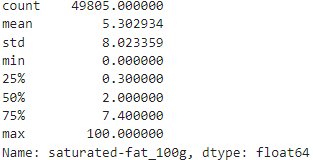 count    49805.000000
mean         5.302934
std          8.023359
min          0.000000
25%          0.300000
50%          2.000000
75%          7.400000
max        100.000000
Name: saturated-fat_100g, dtype: float64